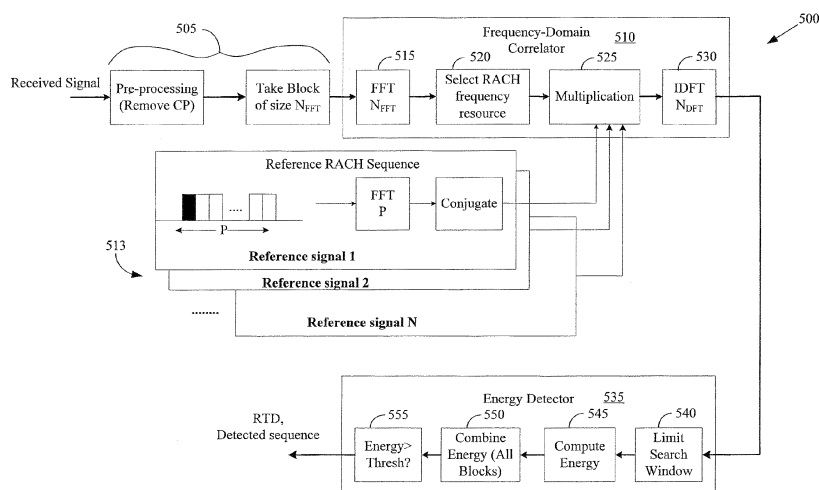 500
505
Frequency-Domain
Correlator
510
515
520
525
530
Received Signal
Pre-processing
(Remove CP)
Take Block
of size N_FFT
FFT
N_FFT
Select RACH
frequency
resource
Multiplication
IDFT
N_DFT
Reference RACH Sequence
....
P
FFT
P
Conjugate
Reference signal 1
513
Reference signal 2
........
Reference signal N
Energy Detector
535
RTD,
Detected sequence
555
550
545
540
Energy>
Thresh?
Combine
Energy (All
Blocks)
Compute
Energy
Limit
Search
Window